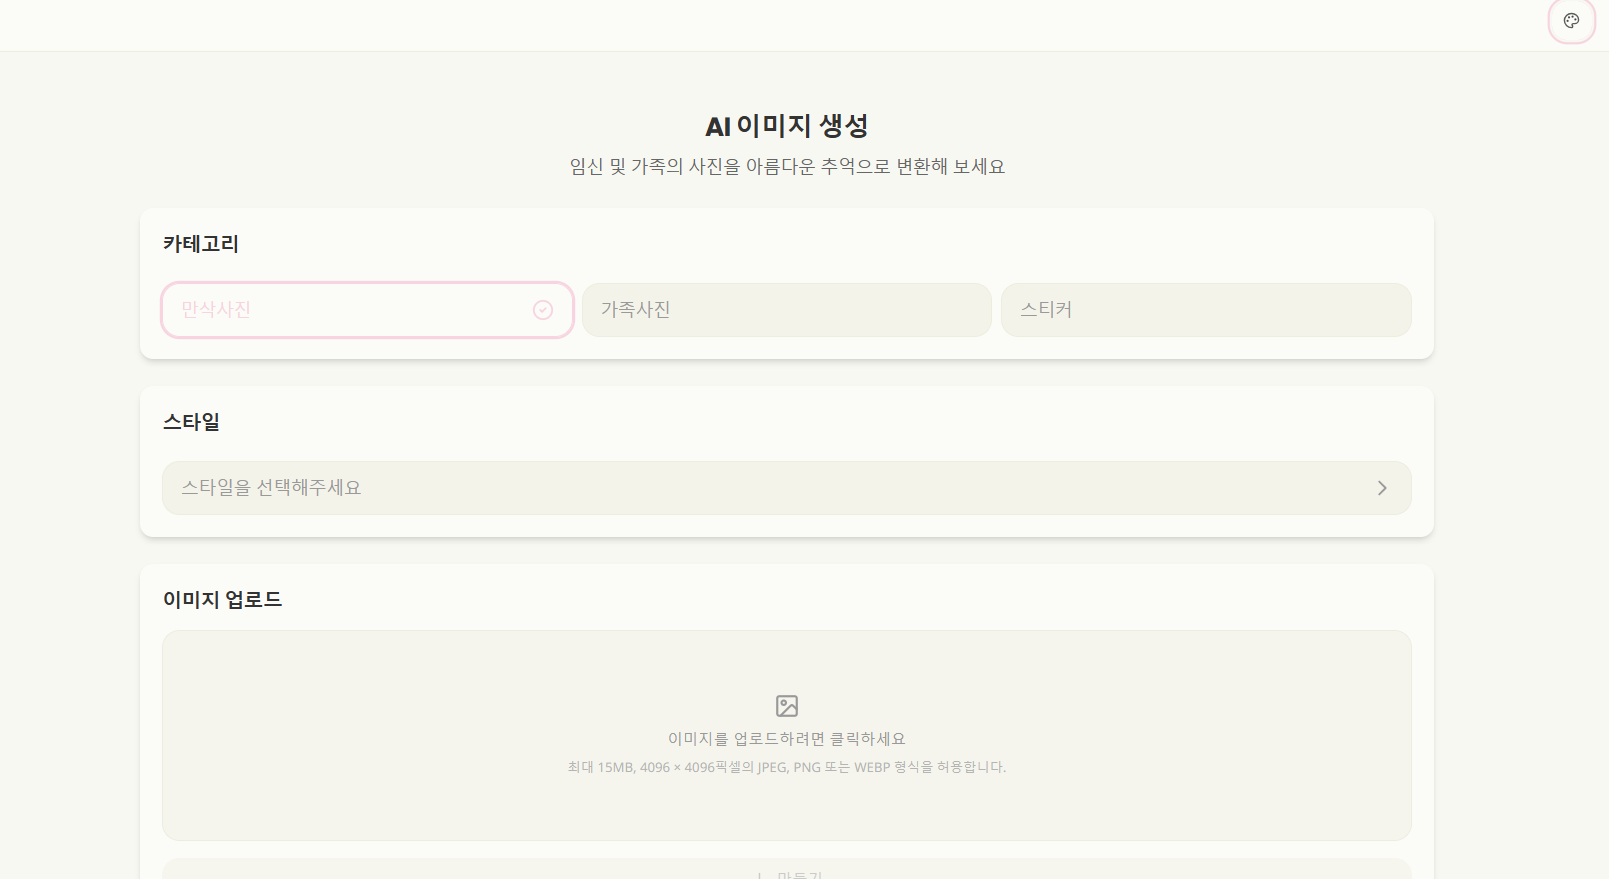 AI 이미지 생성
임신 및 가족의 사진을 아름다운 추억으로 변환해 보세요
카테고리
만삭사진
가족사진
스티커
스타일
스타일을 선택해주세요
이미지 업로드
이미지를 업로드하려면 클릭하세요
최대 15MB, 4096 × 4096픽셀의 JPEG, PNG 또는 WEBP 형식을 허용합니다.
만들기